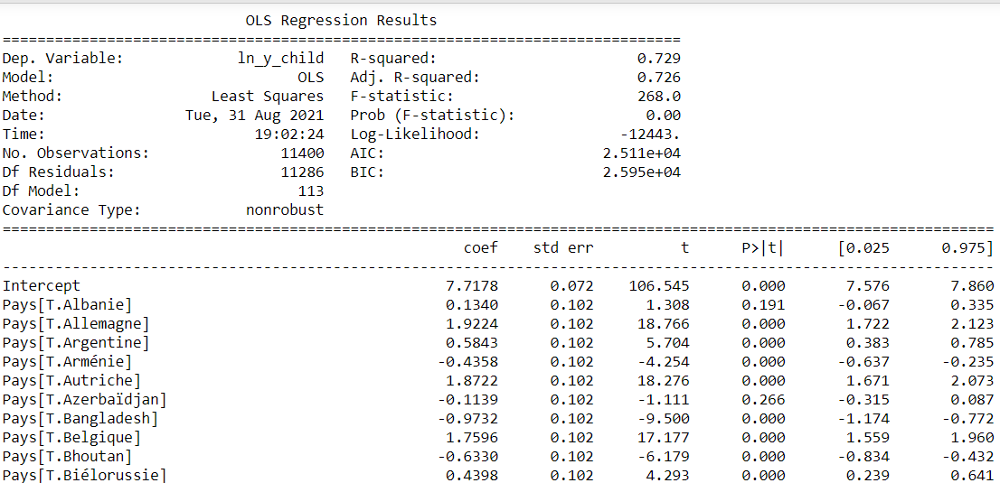 OLS Regression Results
==============================================================================
Dep. Variable: ln_y_child R-squared: 0.729
Model: OLS Adj. R-squared: 0.726
Method: Least Squares F-statistic: 268.0
Date: Tue, 31 Aug 2021 Prob (F-statistic): 0.00
Time: 19:02:24 Log-Likelihood: -12443.
No. Observations: 11400 AIC: 2.511e+04
Df Residuals: 11286 BIC: 2.595e+04
Df Model: 113
Covariance Type: nonrobust
==================================================================================================================
coef std err t P>|t| [0.025 0.975]
------------------------------------------------------------------------------------------------------------------
Intercept 7.7178 0.072 106.545 0.000 7.576 7.860
Pays[T.Albanie] 0.1340 0.102 1.308 0.191 -0.067 0.335
Pays[T.Allemagne] 1.9224 0.102 18.766 0.000 1.722 2.123
Pays[T.Argentine] 0.5843 0.102 5.704 0.000 0.383 0.785
Pays[T.Arménie] -0.4358 0.102 -4.254 0.000 -0.637 -0.235
Pays[T.Autriche] 1.8722 0.102 18.276 0.000 1.671 2.073
Pays[T.Azerbaïdjan] -0.1139 0.102 -1.111 0.266 -0.315 0.087
Pays[T.Bangladesh] -0.9732 0.102 -9.500 0.000 -1.174 -0.772
Pays[T.Belgique] 1.7596 0.102 17.177 0.000 1.559 1.960
Pays[T.Bhoutan] -0.6330 0.102 -6.179 0.000 -0.834 -0.432
Pays[T.Biélorussie] 0.4398 0.102 4.293 0.000 0.239 0.641